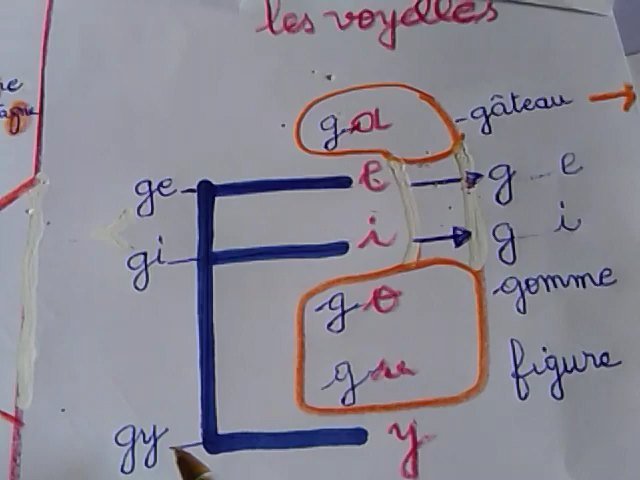 les voyelles
ga - gâteau
ge e g e
gi i g i
go - gomme
gu figure
gy y